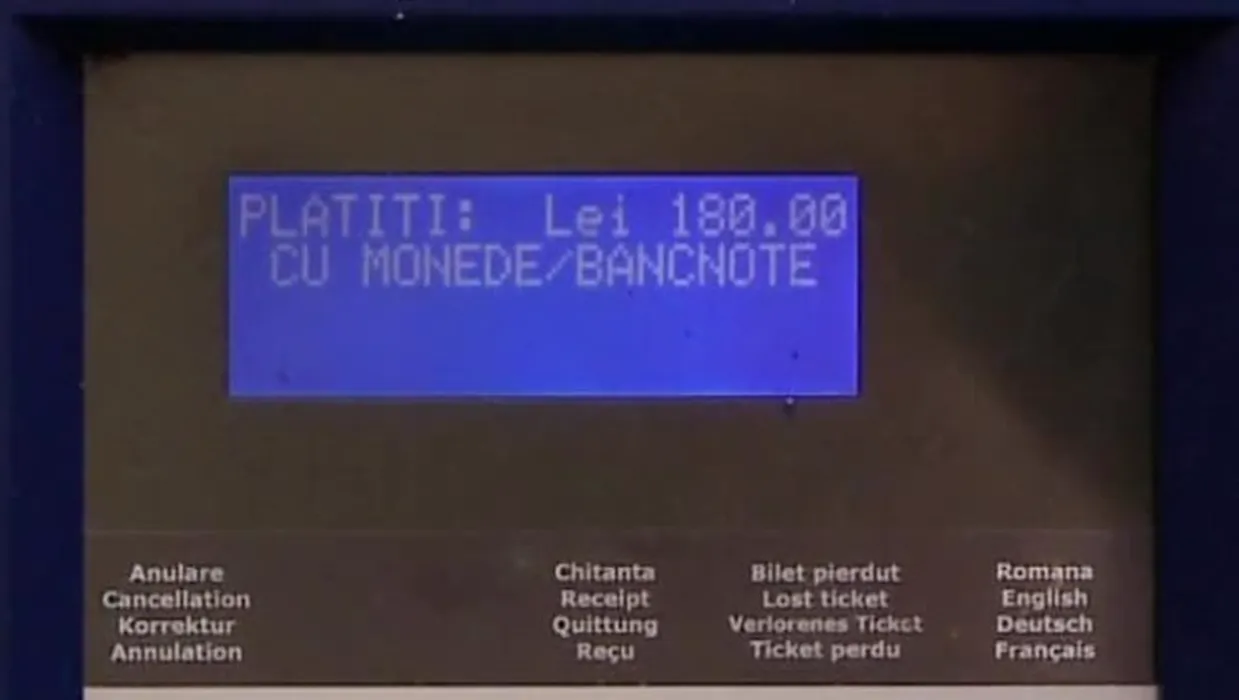 PLATITI: Lei 180.00
CU MONEDE/BANCNOTE
Anulare
Cancellation
Korrektur
Annulation
Chitanta
Receipt
Quittung
Reçu
Bilet pierdut
Lost ticket
Verlorenes Ticket
Ticket perdu
Romana
English
Deutsch
Français